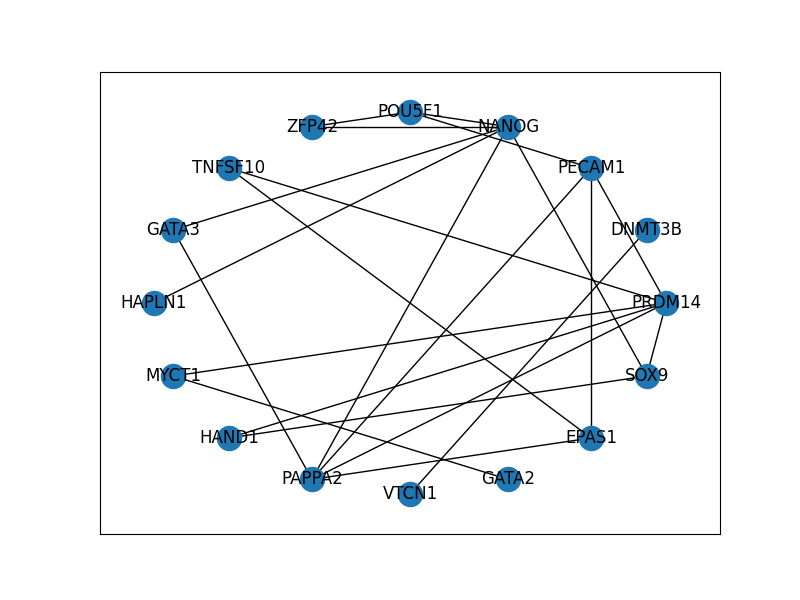 POU5F1
ZFP42
NANOG
TNFSF10
PECAM1
GATA3
DNMT3B
HAPLN1
PRDM14
MYCT1
SOX9
HAND1
EPAS1
PAPPA2
GATA2
VTCN1